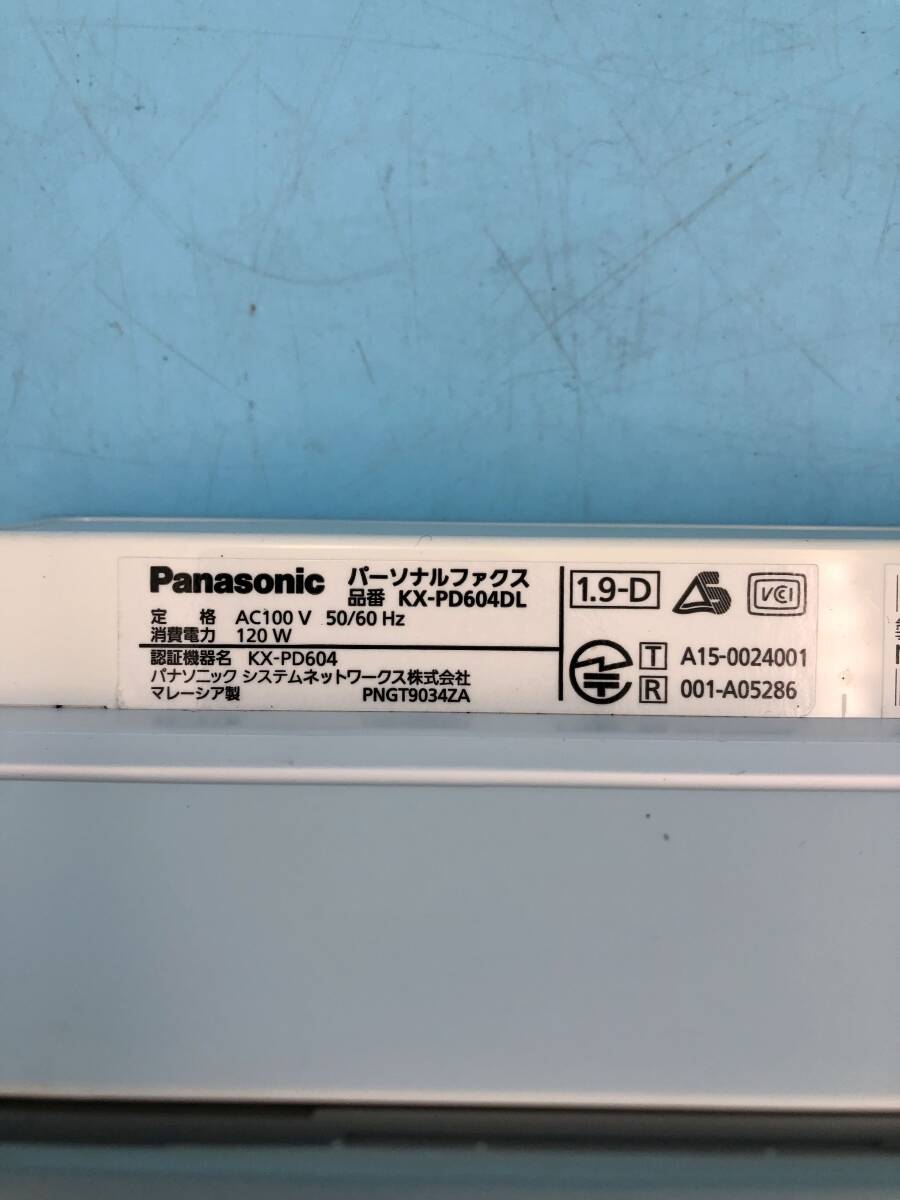 Panasonic パーソナルファクス
品番 KX-PD604DL
定 格 AC100 V 50/60 Hz
消費電力 120 W
認証機器名 KX-PD604
パナソニック システムネットワークス株式会社
マレーシア製 PNGT9034ZA
1.9-D
VCCI
T A15-0024001
R 001-A05286